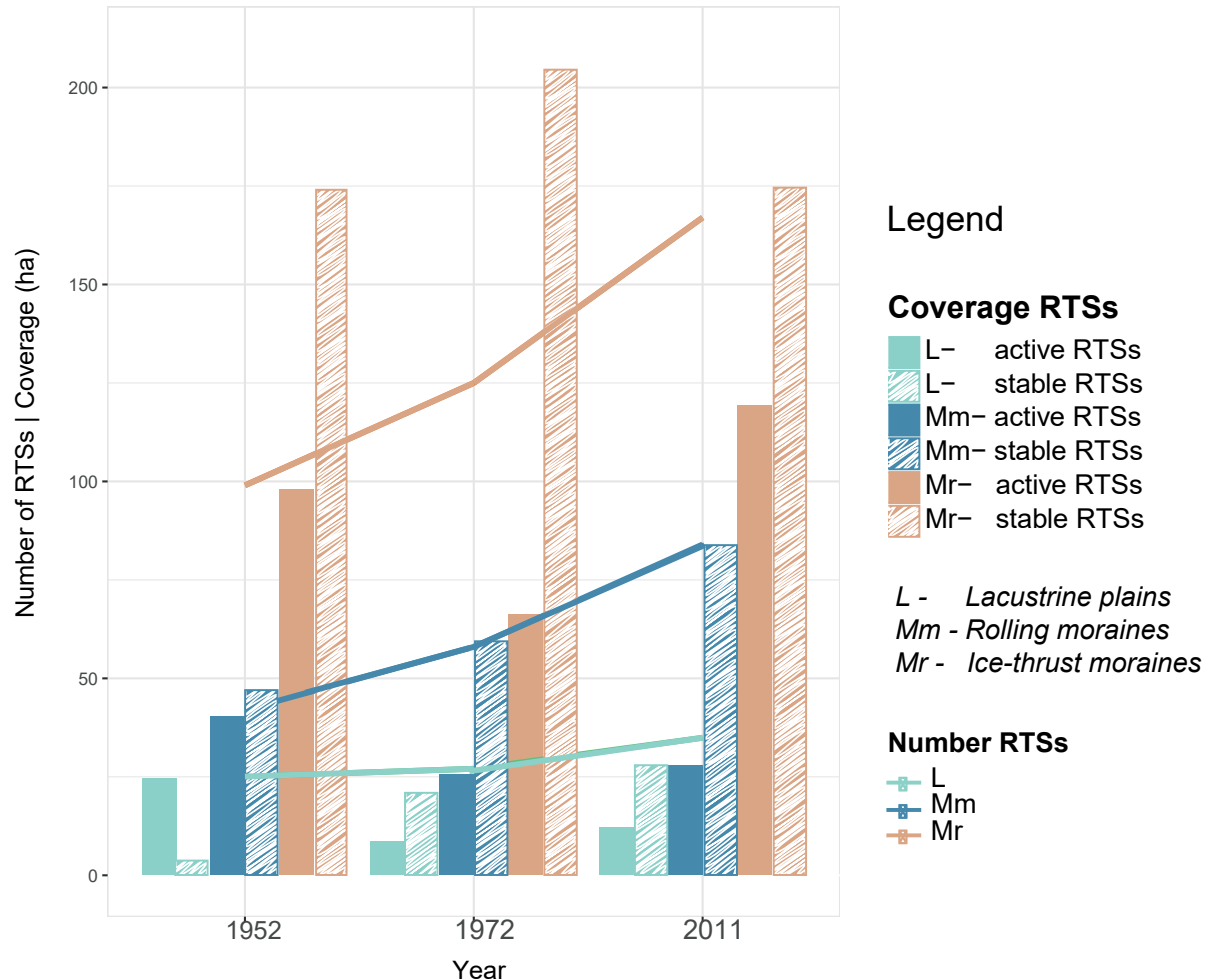 Number of RTSs | Coverage (ha)
200
150
100
50
0
1952 1972 2011
Year
Legend
Coverage RTSs
L− active RTSs
L− stable RTSs
Mm− active RTSs
Mm− stable RTSs
Mr− active RTSs
Mr− stable RTSs
L - Lacustrine plains
Mm - Rolling moraines
Mr - Ice-thrust moraines
Number RTSs
L
Mm
Mr